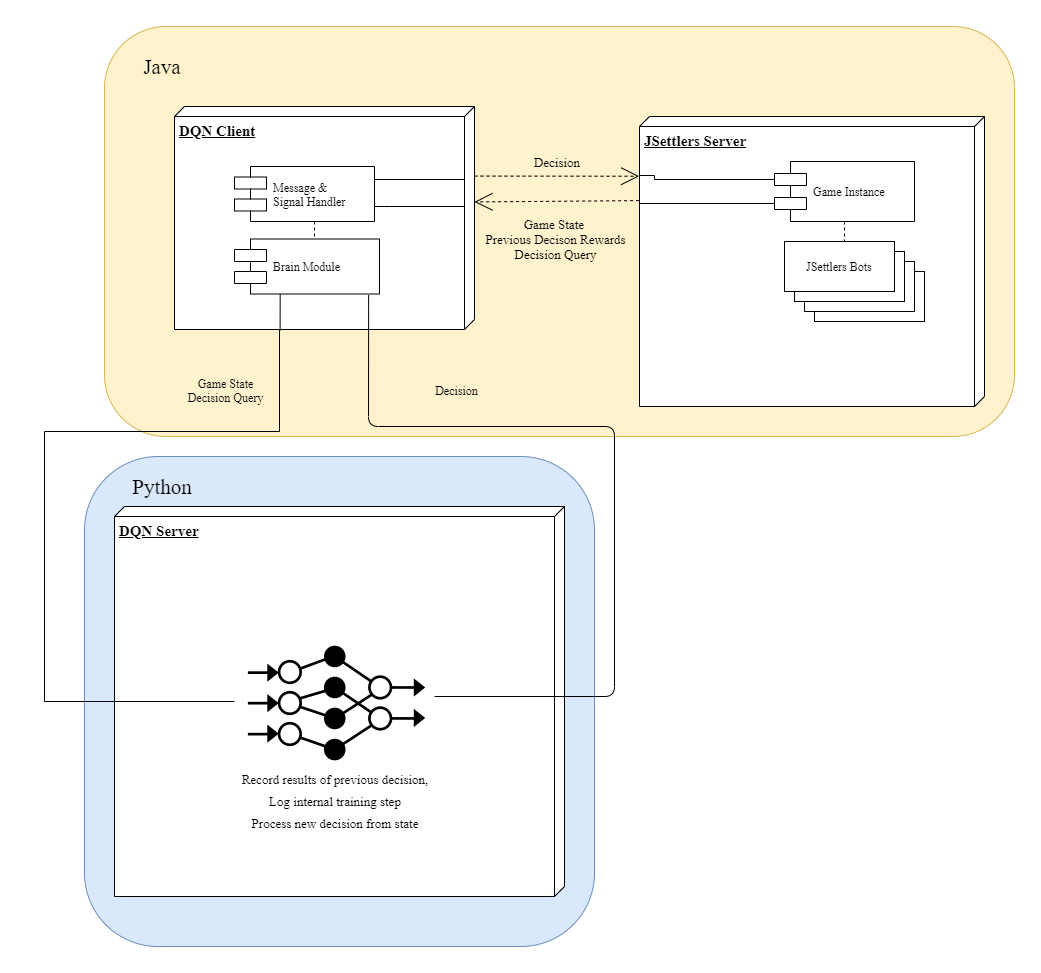 Java
DQN Client
Message &
Signal Handler
Brain Module
Decision
Game State
Previous Decison Rewards
Decision Query
JSettlers Server
Game Instance
JSettlers Bots
Game State
Decision Query
Decision
Python
DQN Server
Record results of previous decision,
Log internal training step
Process new decision from state